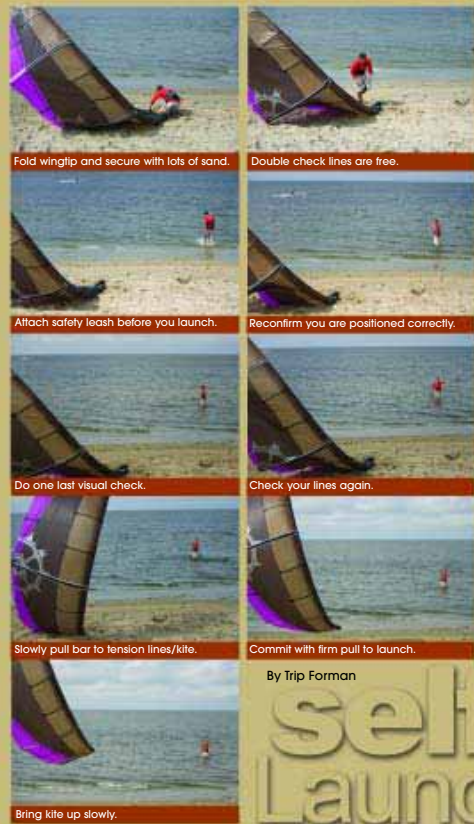 Fold wingtip and secure with lots of sand.
Double check lines are free.
Attach safety leash before you launch.
Reconfirm you are positioned correctly.
Do one last visual check.
Check your lines again.
Slowly pull bar to tension lines/kite.
Commit with firm pull to launch.
Bring kite up slowly.
By Trip Forman